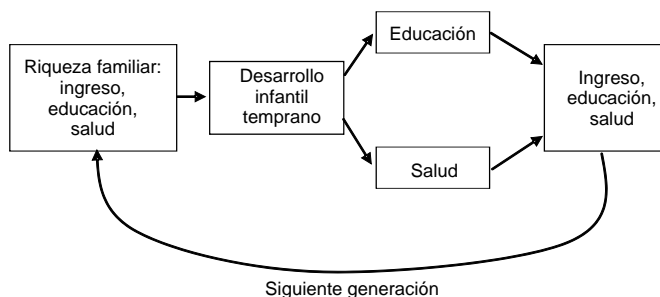 Riqueza familiar:
ingreso,
educación,
salud
Desarrollo
infantil
temprano
Educación
Salud
Ingreso,
educación,
salud
Siguiente generación